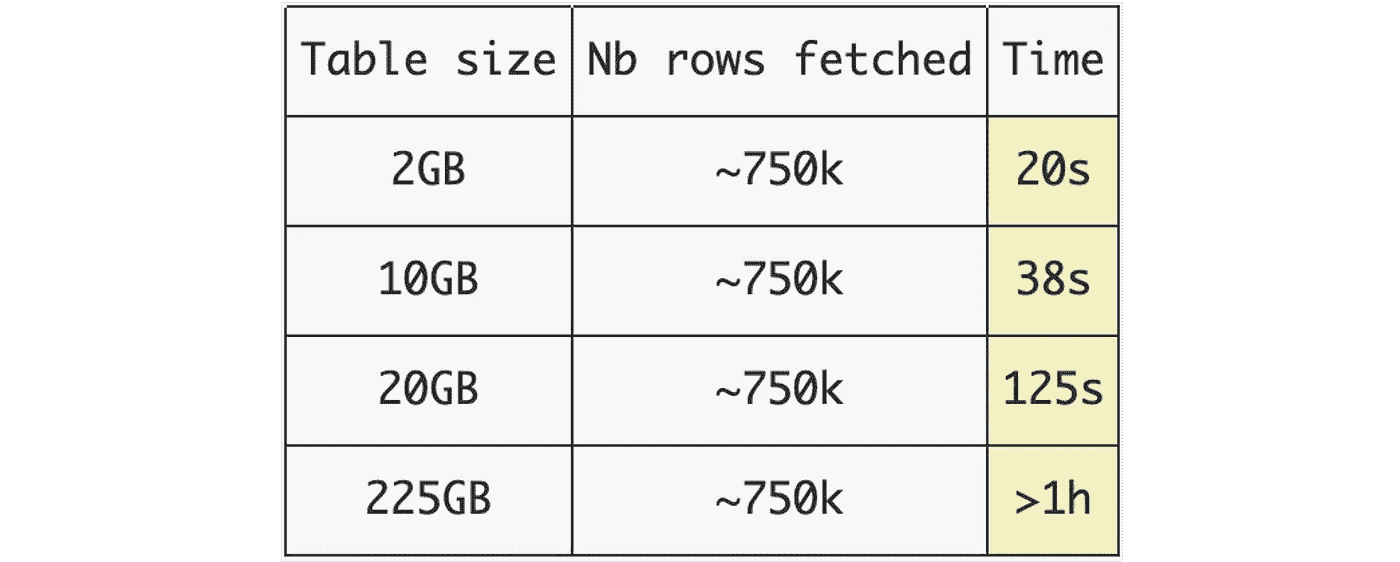 Table size Nb rows fetched Time
2GB ~750k 20s
10GB ~750k 38s
20GB ~750k 125s
225GB ~750k >1h